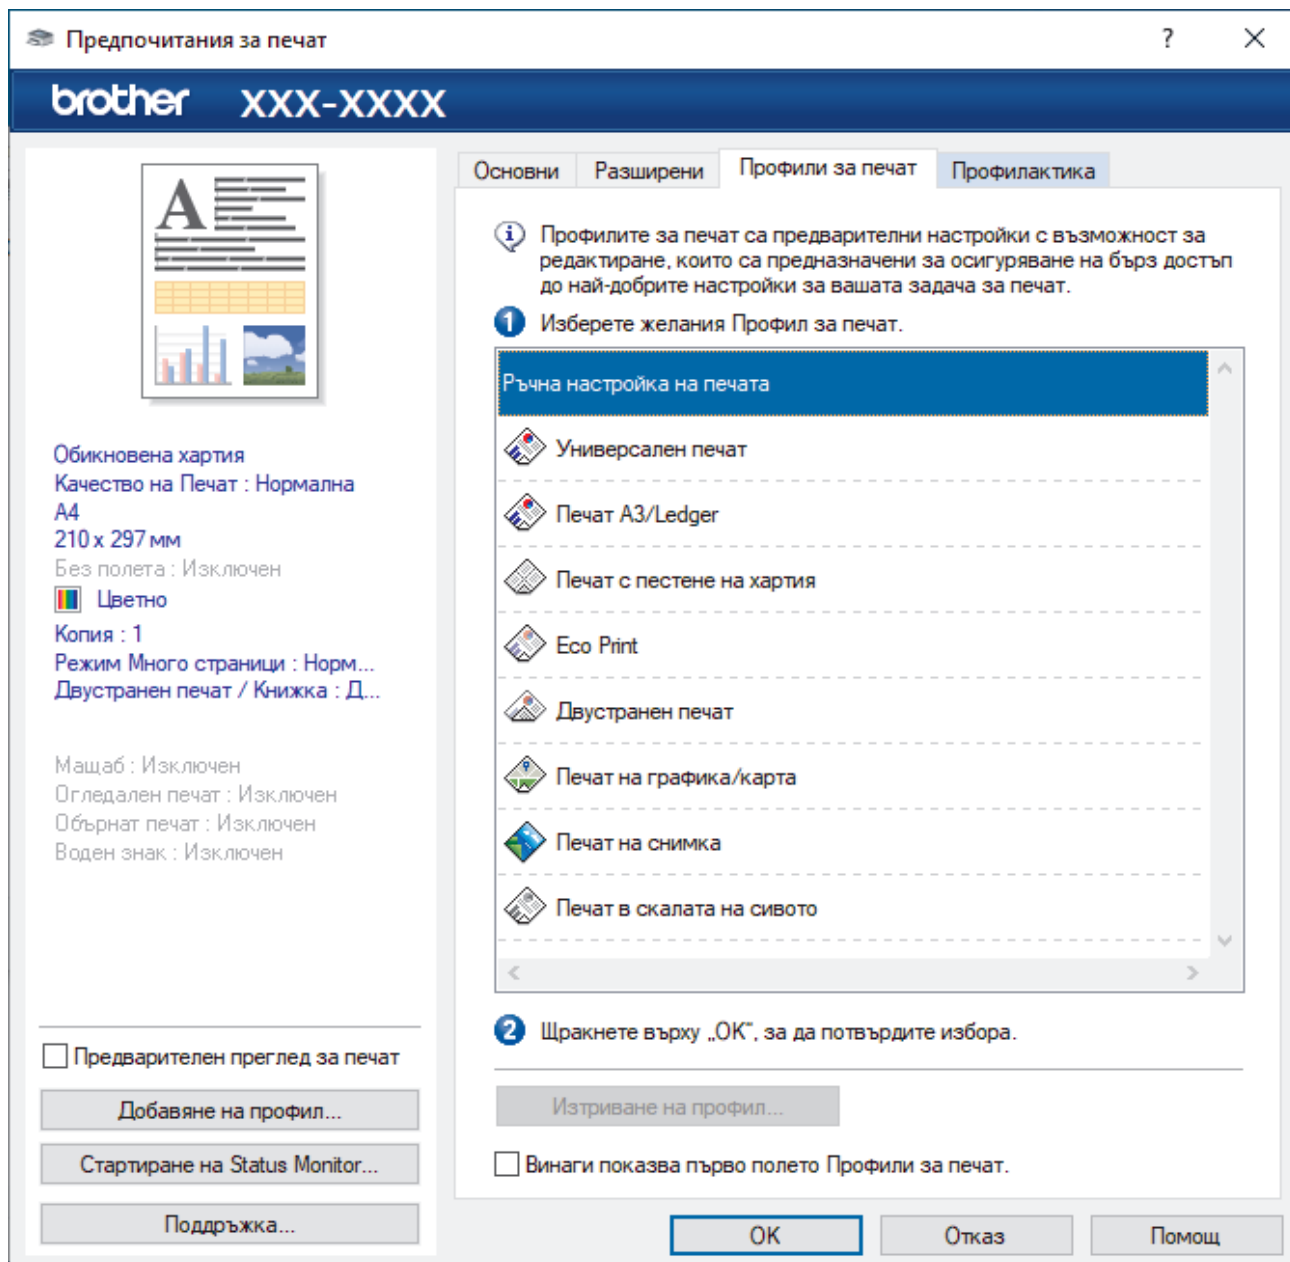 Предпочитания за печат
?
brother XXX-XXXX
Обикновена хартия
Качество на Печат : Нормална
A4
210 x 297 мм
Без полета : Изключен
Цветно
Копия : 1
Режим Много страници : Норм...
Двустранен печат / Книжка : Д...
Мащаб : Изключен
Огледален печат : Изключен
Обърнат печат : Изключен
Воден знак : Изключен
Предварителен преглед за печат
Добавяне на профил...
Стартиране на Status Monitor...
Поддръжка...
Основни Разширени Профили за печат Профилактика
Профилите за печат са предварителни настройки с възможност за
редактиране, които са предназначени за осигуряване на бърз достъп
до най-добрите настройки за вашата задача за печат.
1 Изберете желания Профил за печат.
Ръчна настройка на печата
Универсален печат
Печат A3/Ledger
Печат с пестене на хартия
Eco Print
Двустранен печат
Печат на графика/карта
Печат на снимка
Печат в скалата на сивото
2 Щракнете върху „OK“, за да потвърдите избора.
Изтриване на профил...
Винаги показва първо полето Профили за печат.
OK Отказ Помощ